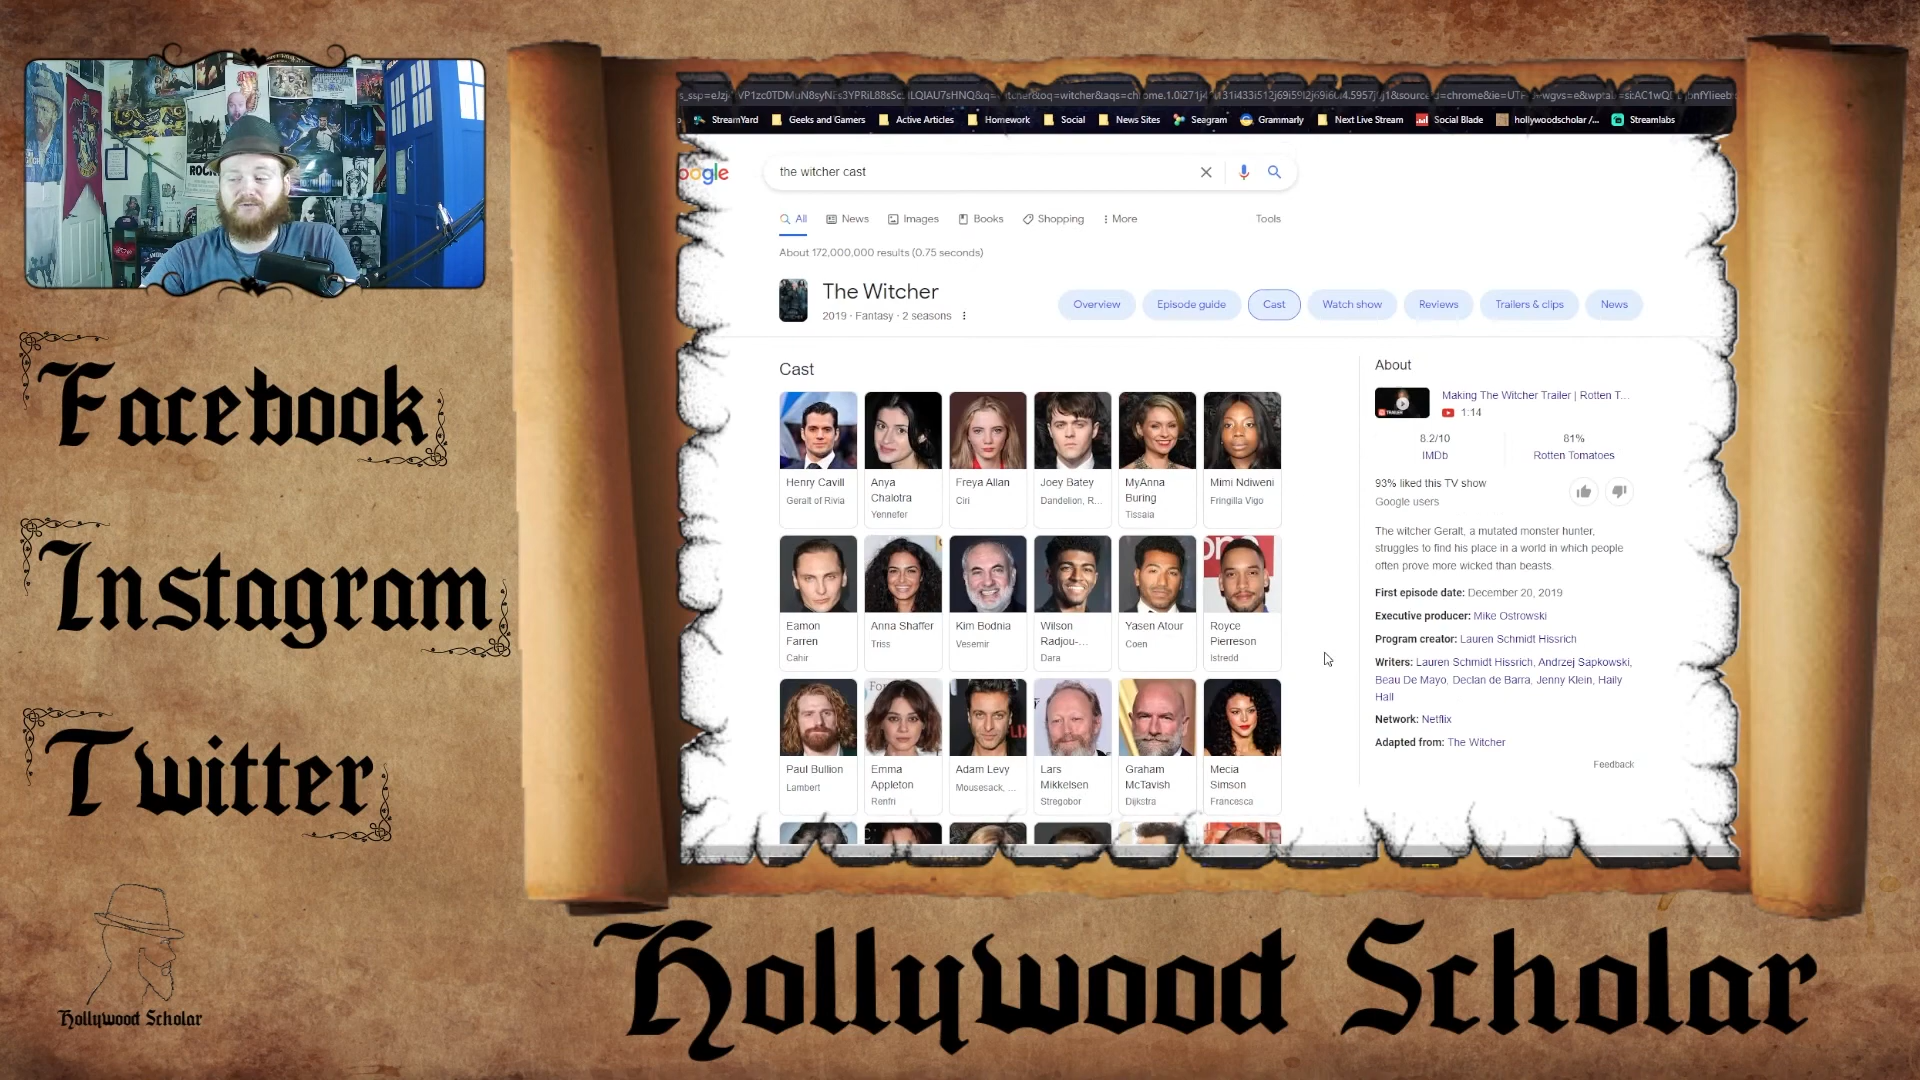 StreamYard
Geeks and Gamers
Active Articles
Homework
Social
News Sites
Seagram
Grammarly
Next Live Stream
Social Blade
hollywoodscholar /...
Streamlabs
oogle
the witcher cast
All
News
Images
Books
Shopping
More
Tools
About 172,000,000 results (0.75 seconds)
The Witcher
2019 · Fantasy · 2 seasons
Overview
Episode guide
Cast
Watch show
Reviews
Trailers & clips
News
Cast
Henry Cavill
Geralt of Rivia
Anya
Chalotra
Yennefer
Freya Allan
Ciri
Joey Batey
Dandelion, R...
MyAnna
Buring
Tissaia
Mimi Ndiweni
Fringilla Vigo
Eamon
Farren
Cahir
Anna Shaffer
Triss
Kim Bodnia
Vesemir
Wilson
Radjou-...
Dara
Yasen Atour
Coen
Royce
Pierreson
Istredd
Paul Bullion
Lambert
Emma
Appleton
Renfri
Adam Levy
Mousesack, ...
Lars
Mikkelsen
Stregobor
Graham
McTavish
Dijkstra
Mecia
Simson
Francesca
About
Making The Witcher Trailer | Rotten T...
1:14
8.2/10
IMDb
81%
Rotten Tomatoes
93% liked this TV show
Google users
The witcher Geralt, a mutated monster hunter,
struggles to find his place in a world in which people
often prove more wicked than beasts.
First episode date: December 20, 2019
Executive producer: Mike Ostrowski
Program creator: Lauren Schmidt Hissrich
Writers: Lauren Schmidt Hissrich, Andrzej Sapkowski,
Beau De Mayo, Declan de Barra, Jenny Klein, Haily
Hall
Network: Netflix
Adapted from: The Witcher
Feedback
Facebook
Instagram
Twitter
Hollywood Scholar
Hollywood Scholar